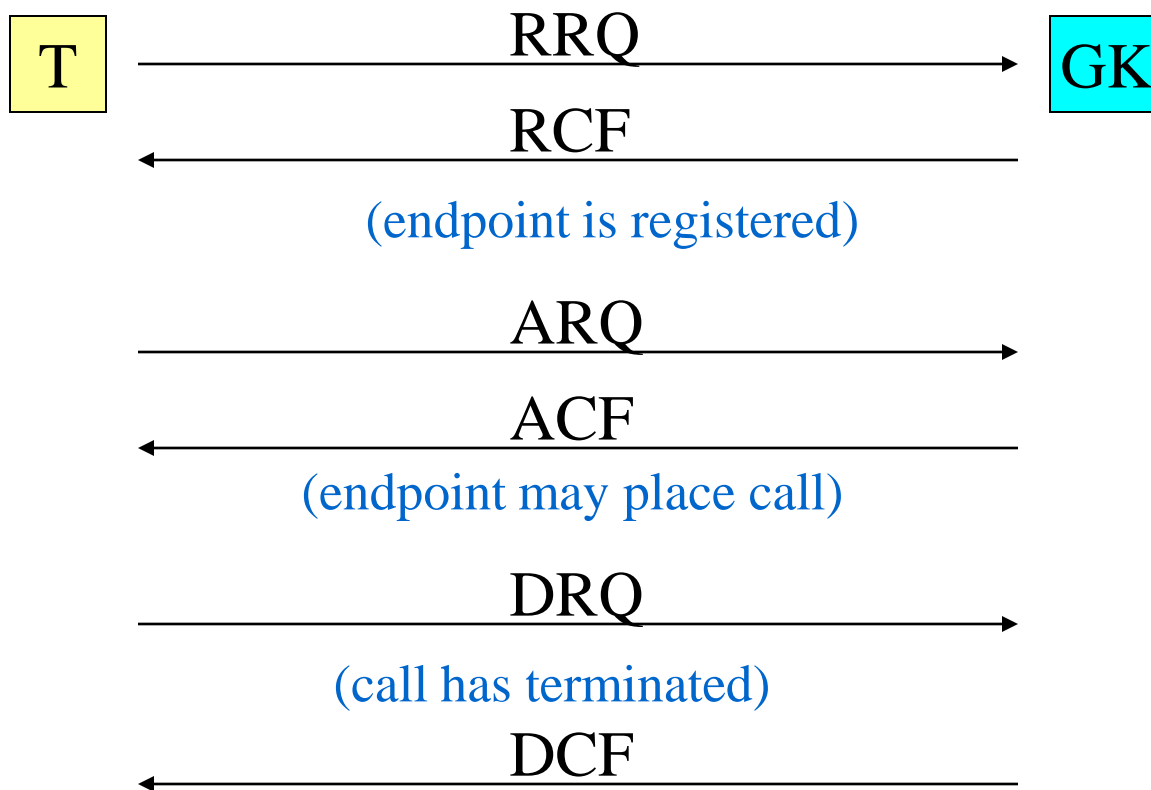 T
RRQ
GK
RCF
(endpoint is registered)
ARQ
ACF
(endpoint may place call)
DRQ
(call has terminated)
DCF